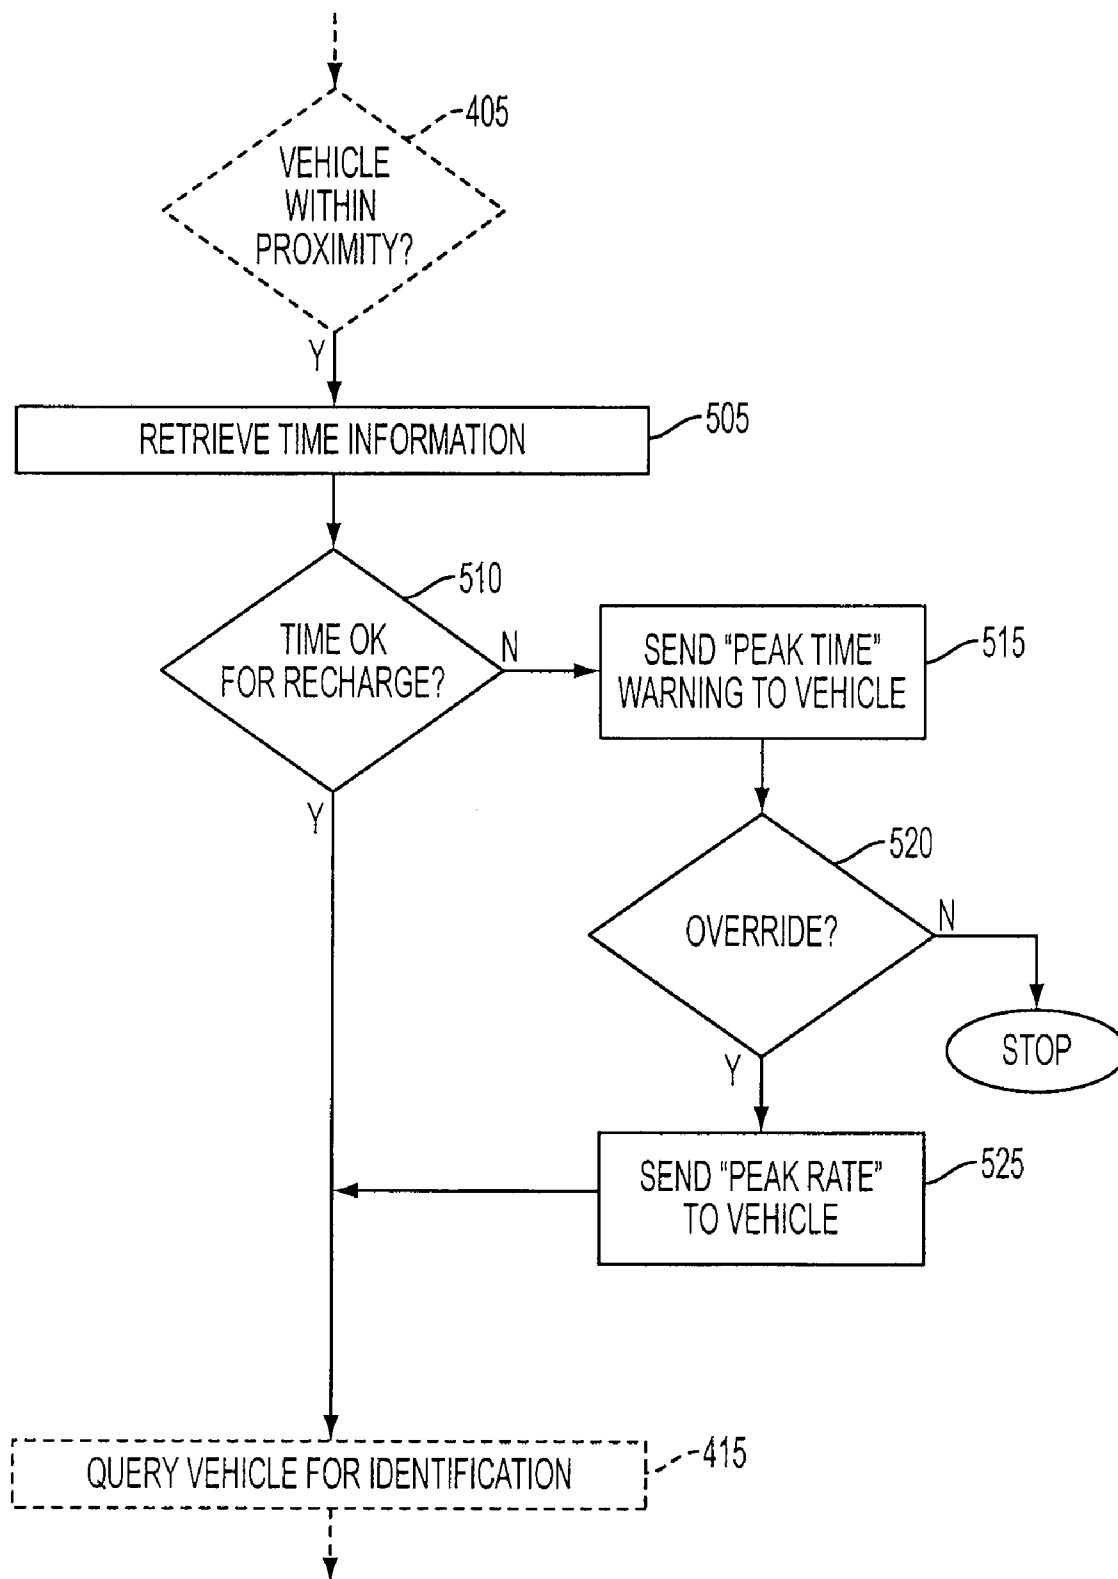 405
VEHICLE
WITHIN
PROXIMITY?
Y
RETRIEVE TIME INFORMATION
505
510
TIME OK
FOR RECHARGE?
N
Y
SEND “PEAK TIME”
WARNING TO VEHICLE
515
520
OVERRIDE?
N
Y
STOP
SEND “PEAK RATE”
TO VEHICLE
525
QUERY VEHICLE FOR IDENTIFICATION
415